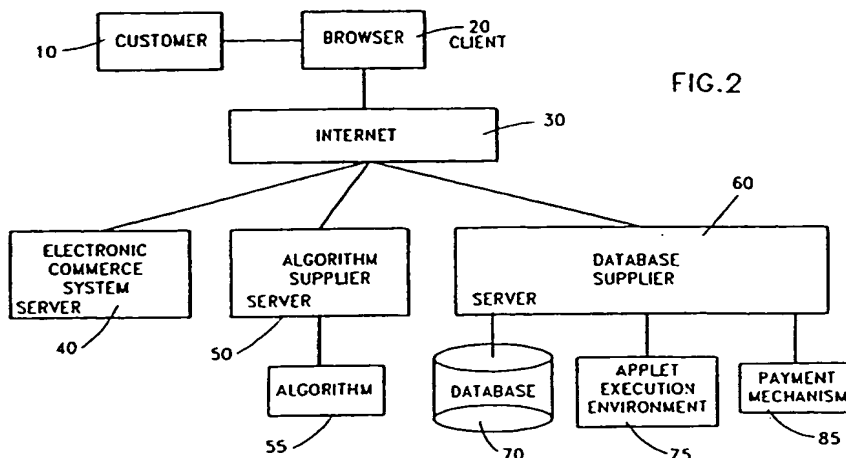 10
CUSTOMER
BROWSER
20
CLIENT
FIG.2
INTERNET
30
ELECTRONIC
COMMERCE
SYSTEM
SERVER
40
ALGORITHM
SUPPLIER
SERVER
50
60
DATABASE
SUPPLIER
SERVER
ALGORITHM
55
DATABASE
70
APPLET
EXECUTION
ENVIRONMENT
75
PAYMENT
MECHANISM
85